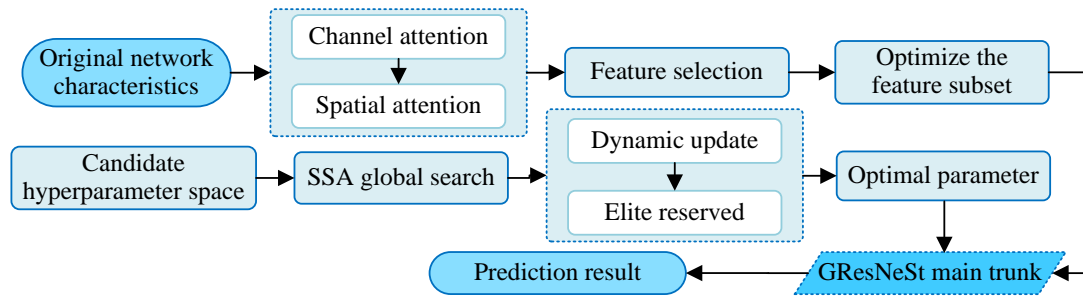 Original network
characteristics
Channel attention
Spatial attention
Feature selection
Optimize the
feature subset
Candidate
hyperparameter space
SSA global search
Dynamic update
Elite reserved
Optimal parameter
GResNeSt main trunk
Prediction result